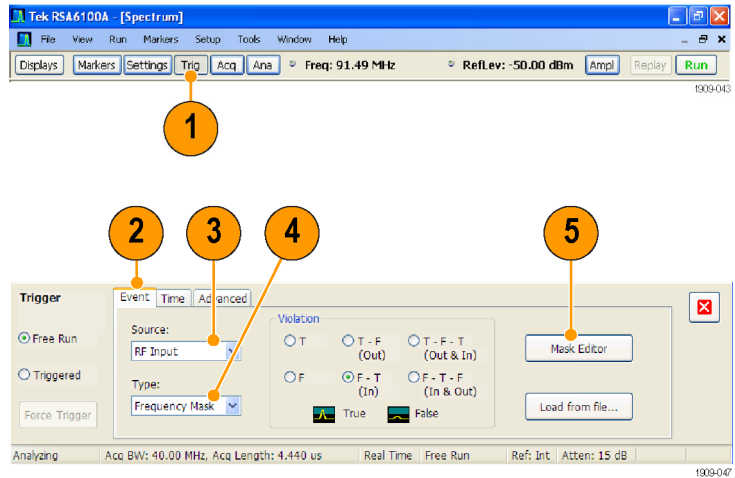 Tek RSA6100A - [Spectrum]
File View Run Markers Setup Tools Window Help
Displays Markers Settings Trig Acq Ana Freq: 91.49 MHz RefLev: -50.00 dBm Ampl Replay Run
1909-043
1
2 3 4 5
Trigger Event Time Advanced
Free Run
Triggered
Force Trigger
Source:
RF Input
Type:
Frequency Mask
Violation
T T - F T - F - T
(Out) (Out & In)
F F - T F - T - F
(In) (In & Out)
True False
Mask Editor
Load from file...
Analyzing Acq BW: 40.00 MHz, Acq Length: 4.440 us Real Time Free Run Ref: Int Atten: 15 dB
1909-047